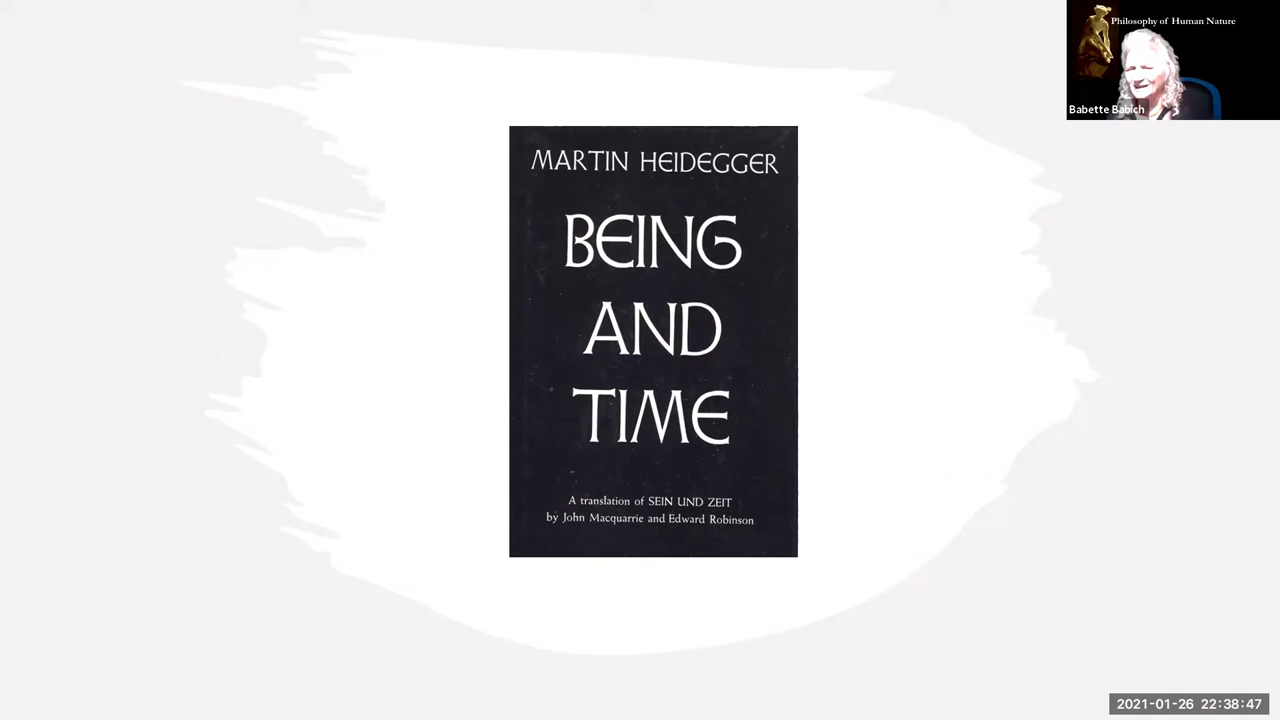 Philosophy of Human Nature
Babette Babich
MARTIN HEIDEGGER
BEING
AND
TIME
A translation of SEIN UND ZEIT
by John Macquarrie and Edward Robinson
2021-01-26 22:38:47